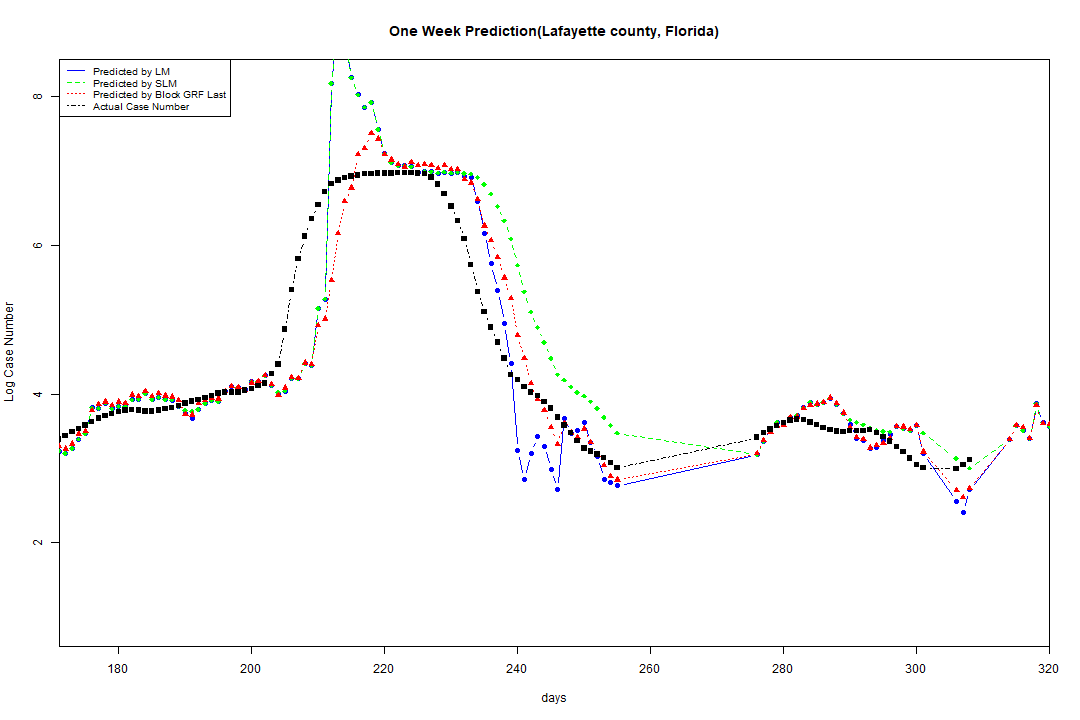 One Week Prediction(Lafayette county, Florida)
Predicted by LM
Predicted by SLM
Predicted by Block GRF Last
Actual Case Number
Log Case Number
8
6
4
2
180 200 220 240 260 280 300 320
days